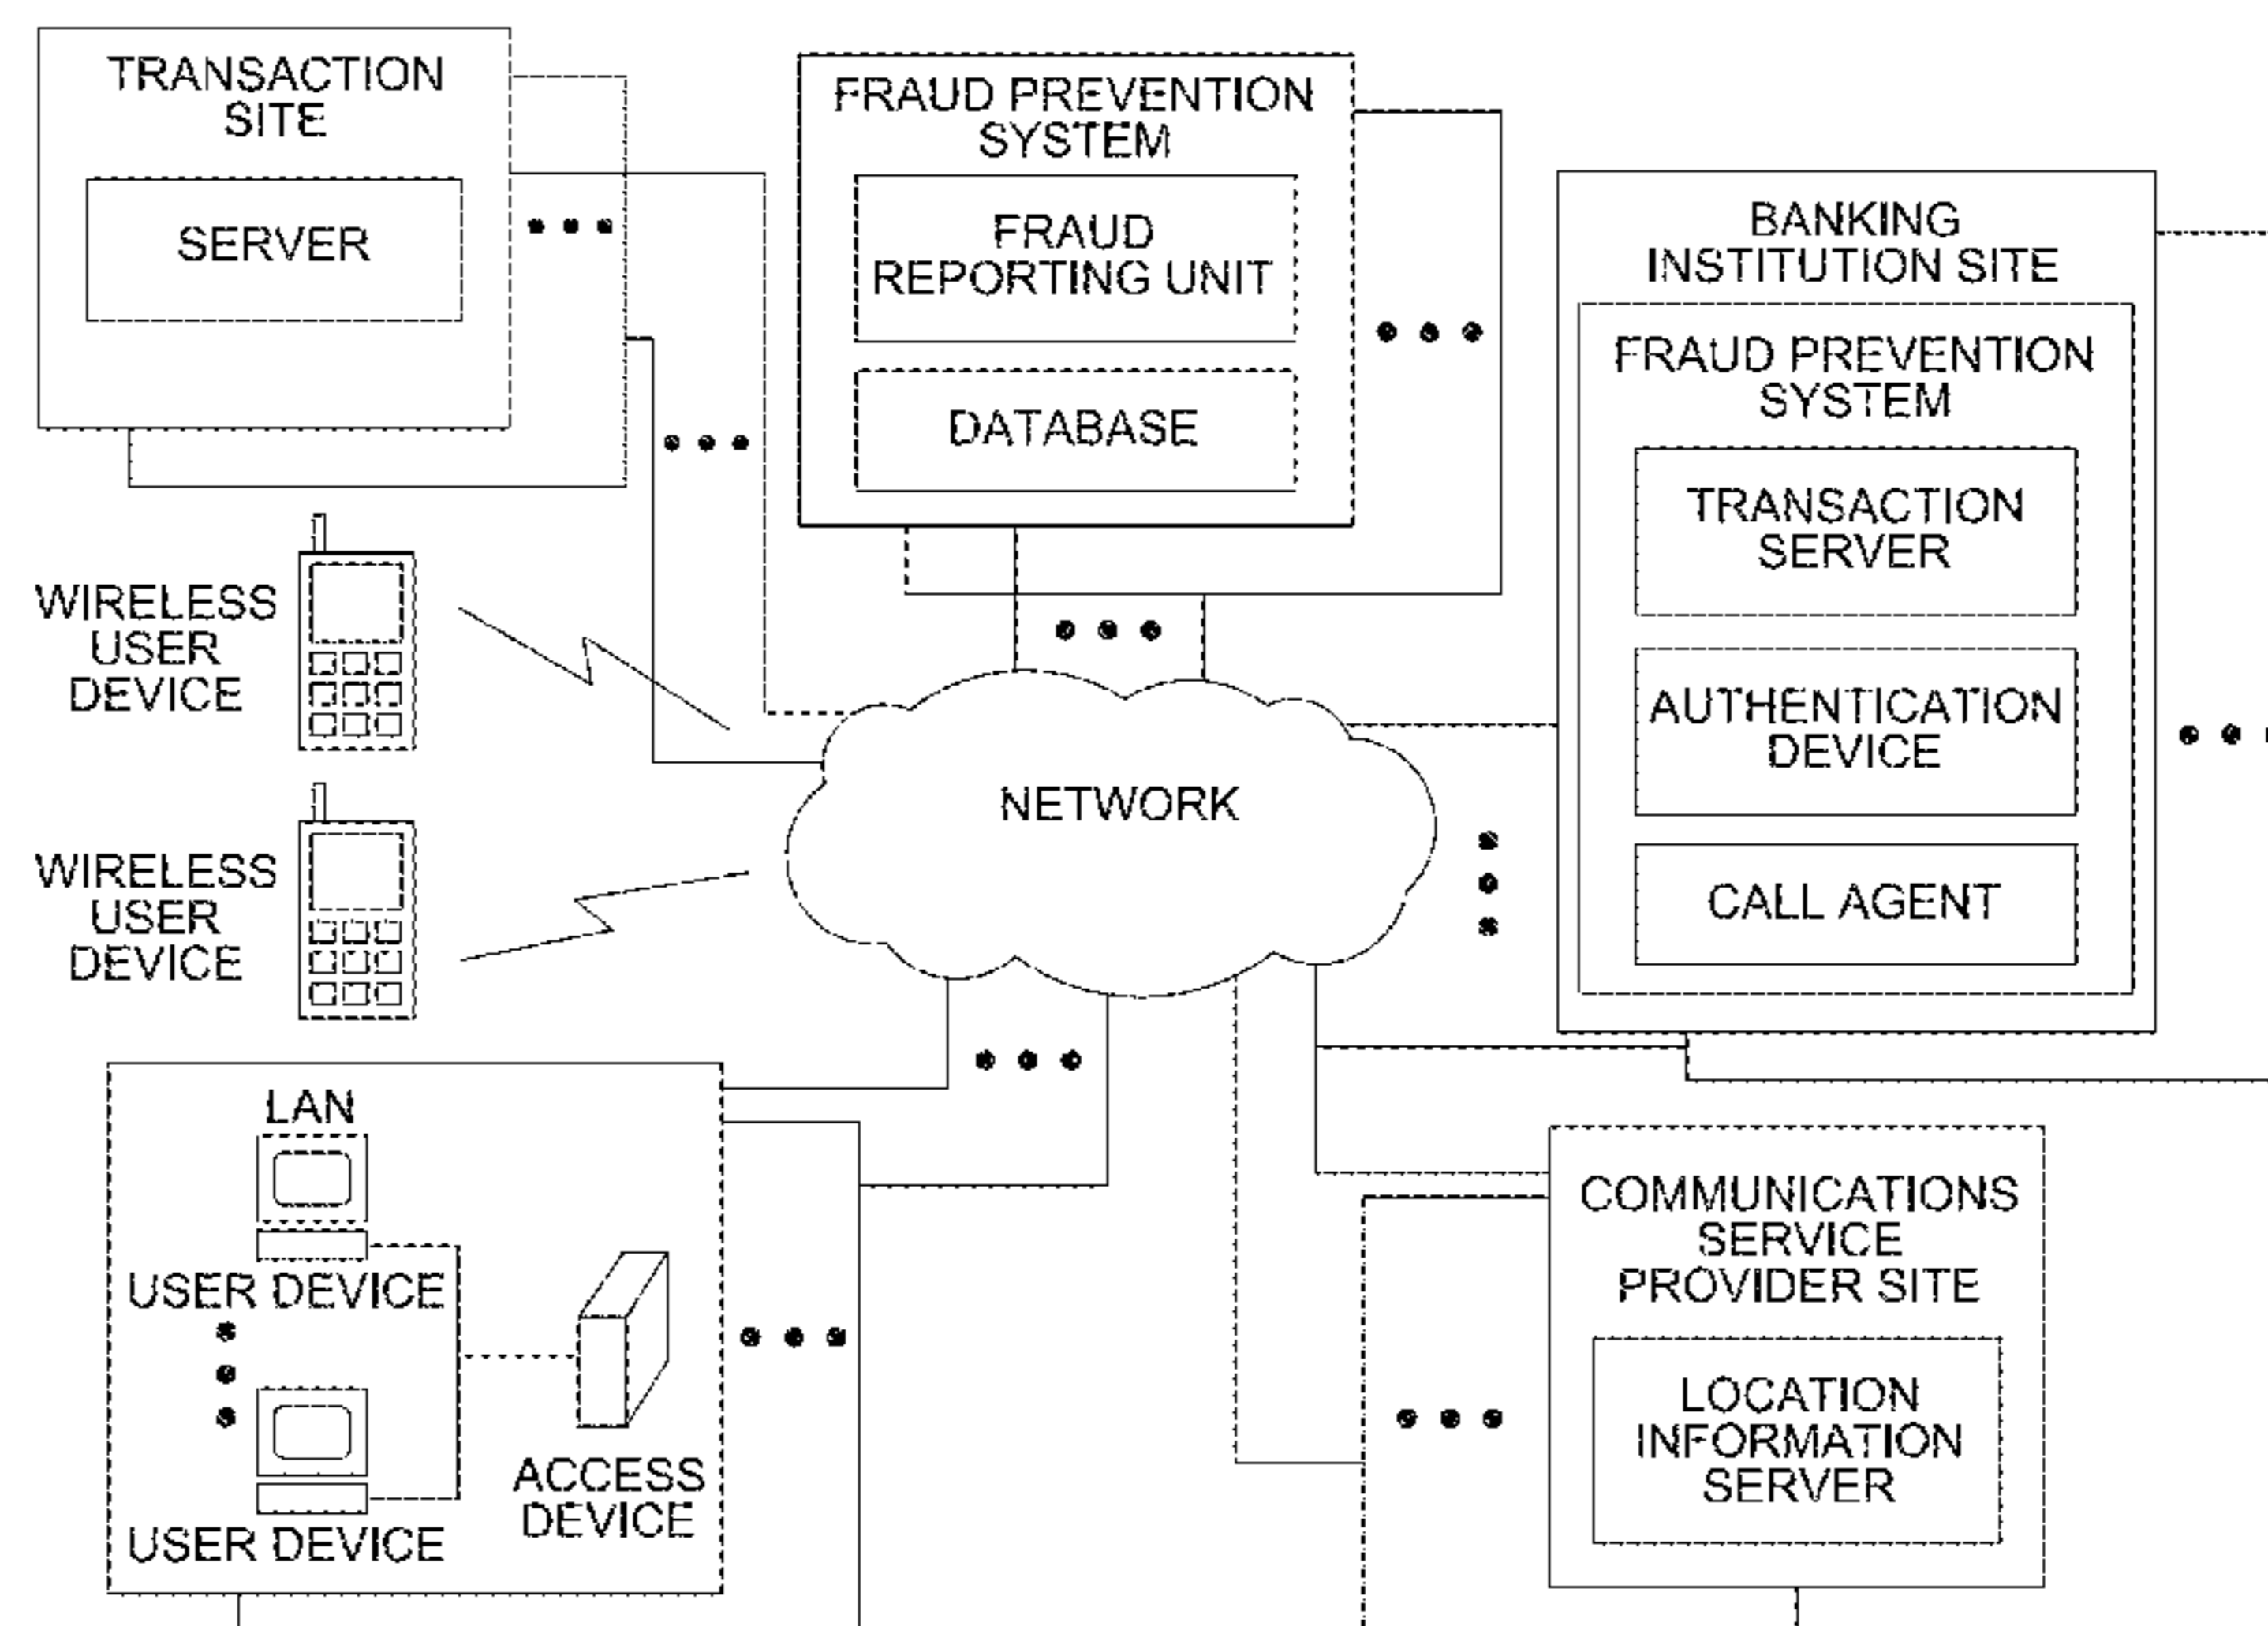 TRANSACTION
SITE
SERVER
FRAUD PREVENTION
SYSTEM
FRAUD
REPORTING UNIT
DATABASE
BANKING
INSTITUTION SITE
FRAUD PREVENTION
SYSTEM
TRANSACTION
SERVER
AUTHENTICATION
DEVICE
CALL AGENT
WIRELESS
USER
DEVICE
WIRELESS
USER
DEVICE
NETWORK
LAN
USER DEVICE
USER DEVICE
ACCESS
DEVICE
COMMUNICATIONS
SERVICE
PROVIDER SITE
LOCATION
INFORMATION
SERVER